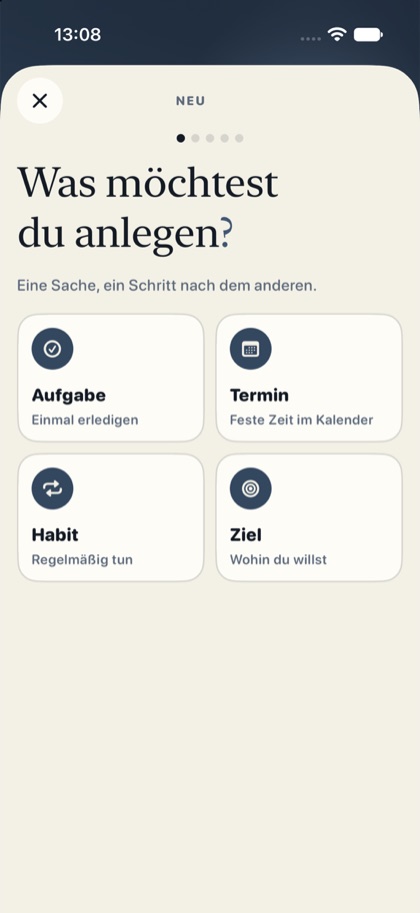 13:08
NEU
Was möchtest
du anlegen?
Eine Sache, ein Schritt nach dem anderen.
Aufgabe
Einmal erledigen
Termin
Feste Zeit im Kalender
Habit
Regelmäßig tun
Ziel
Wohin du willst